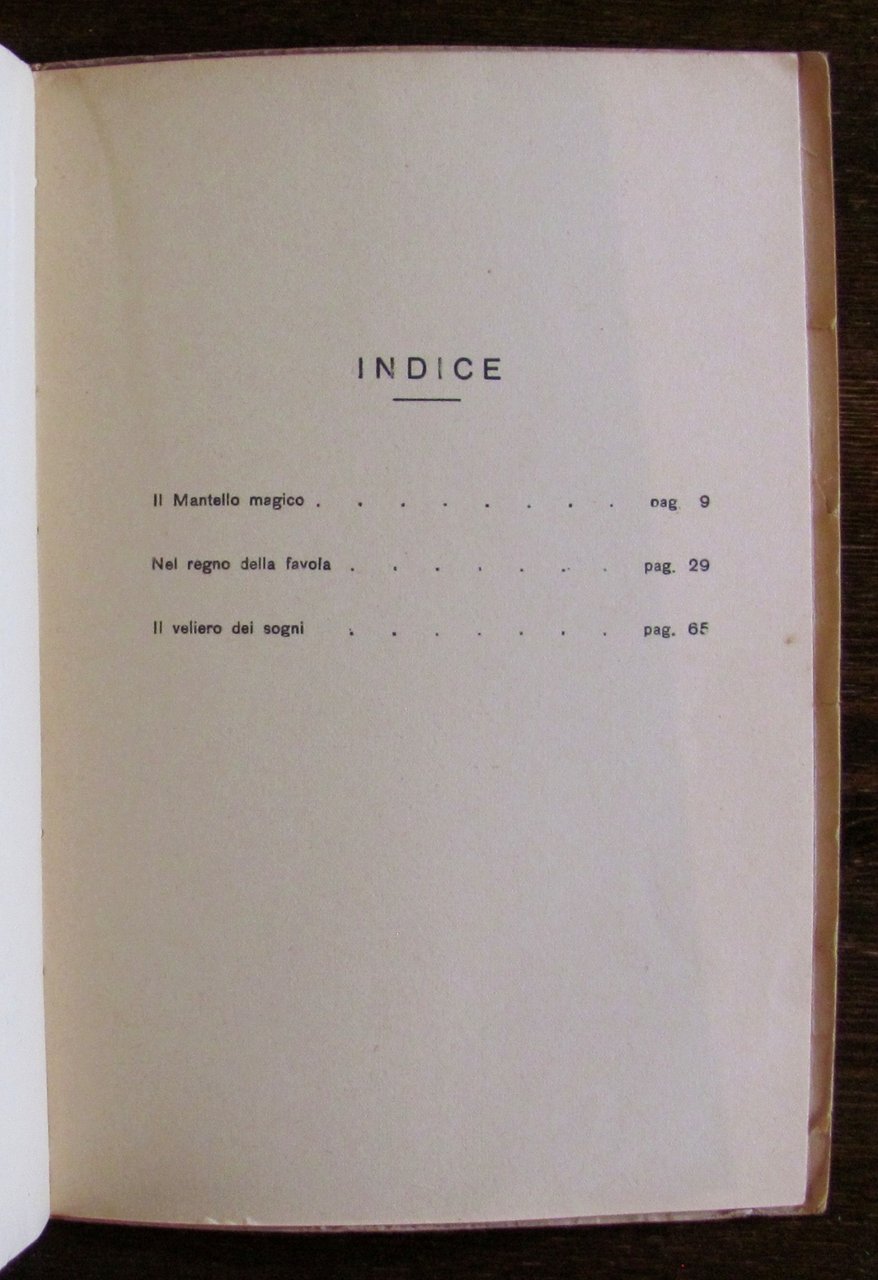 INDICE
Il Mantello magico . . . . . . . . pag. 9
Nel regno della favola . . . . . . . pag. 29
Il veliero dei sogni . . . . . . . pag. 65